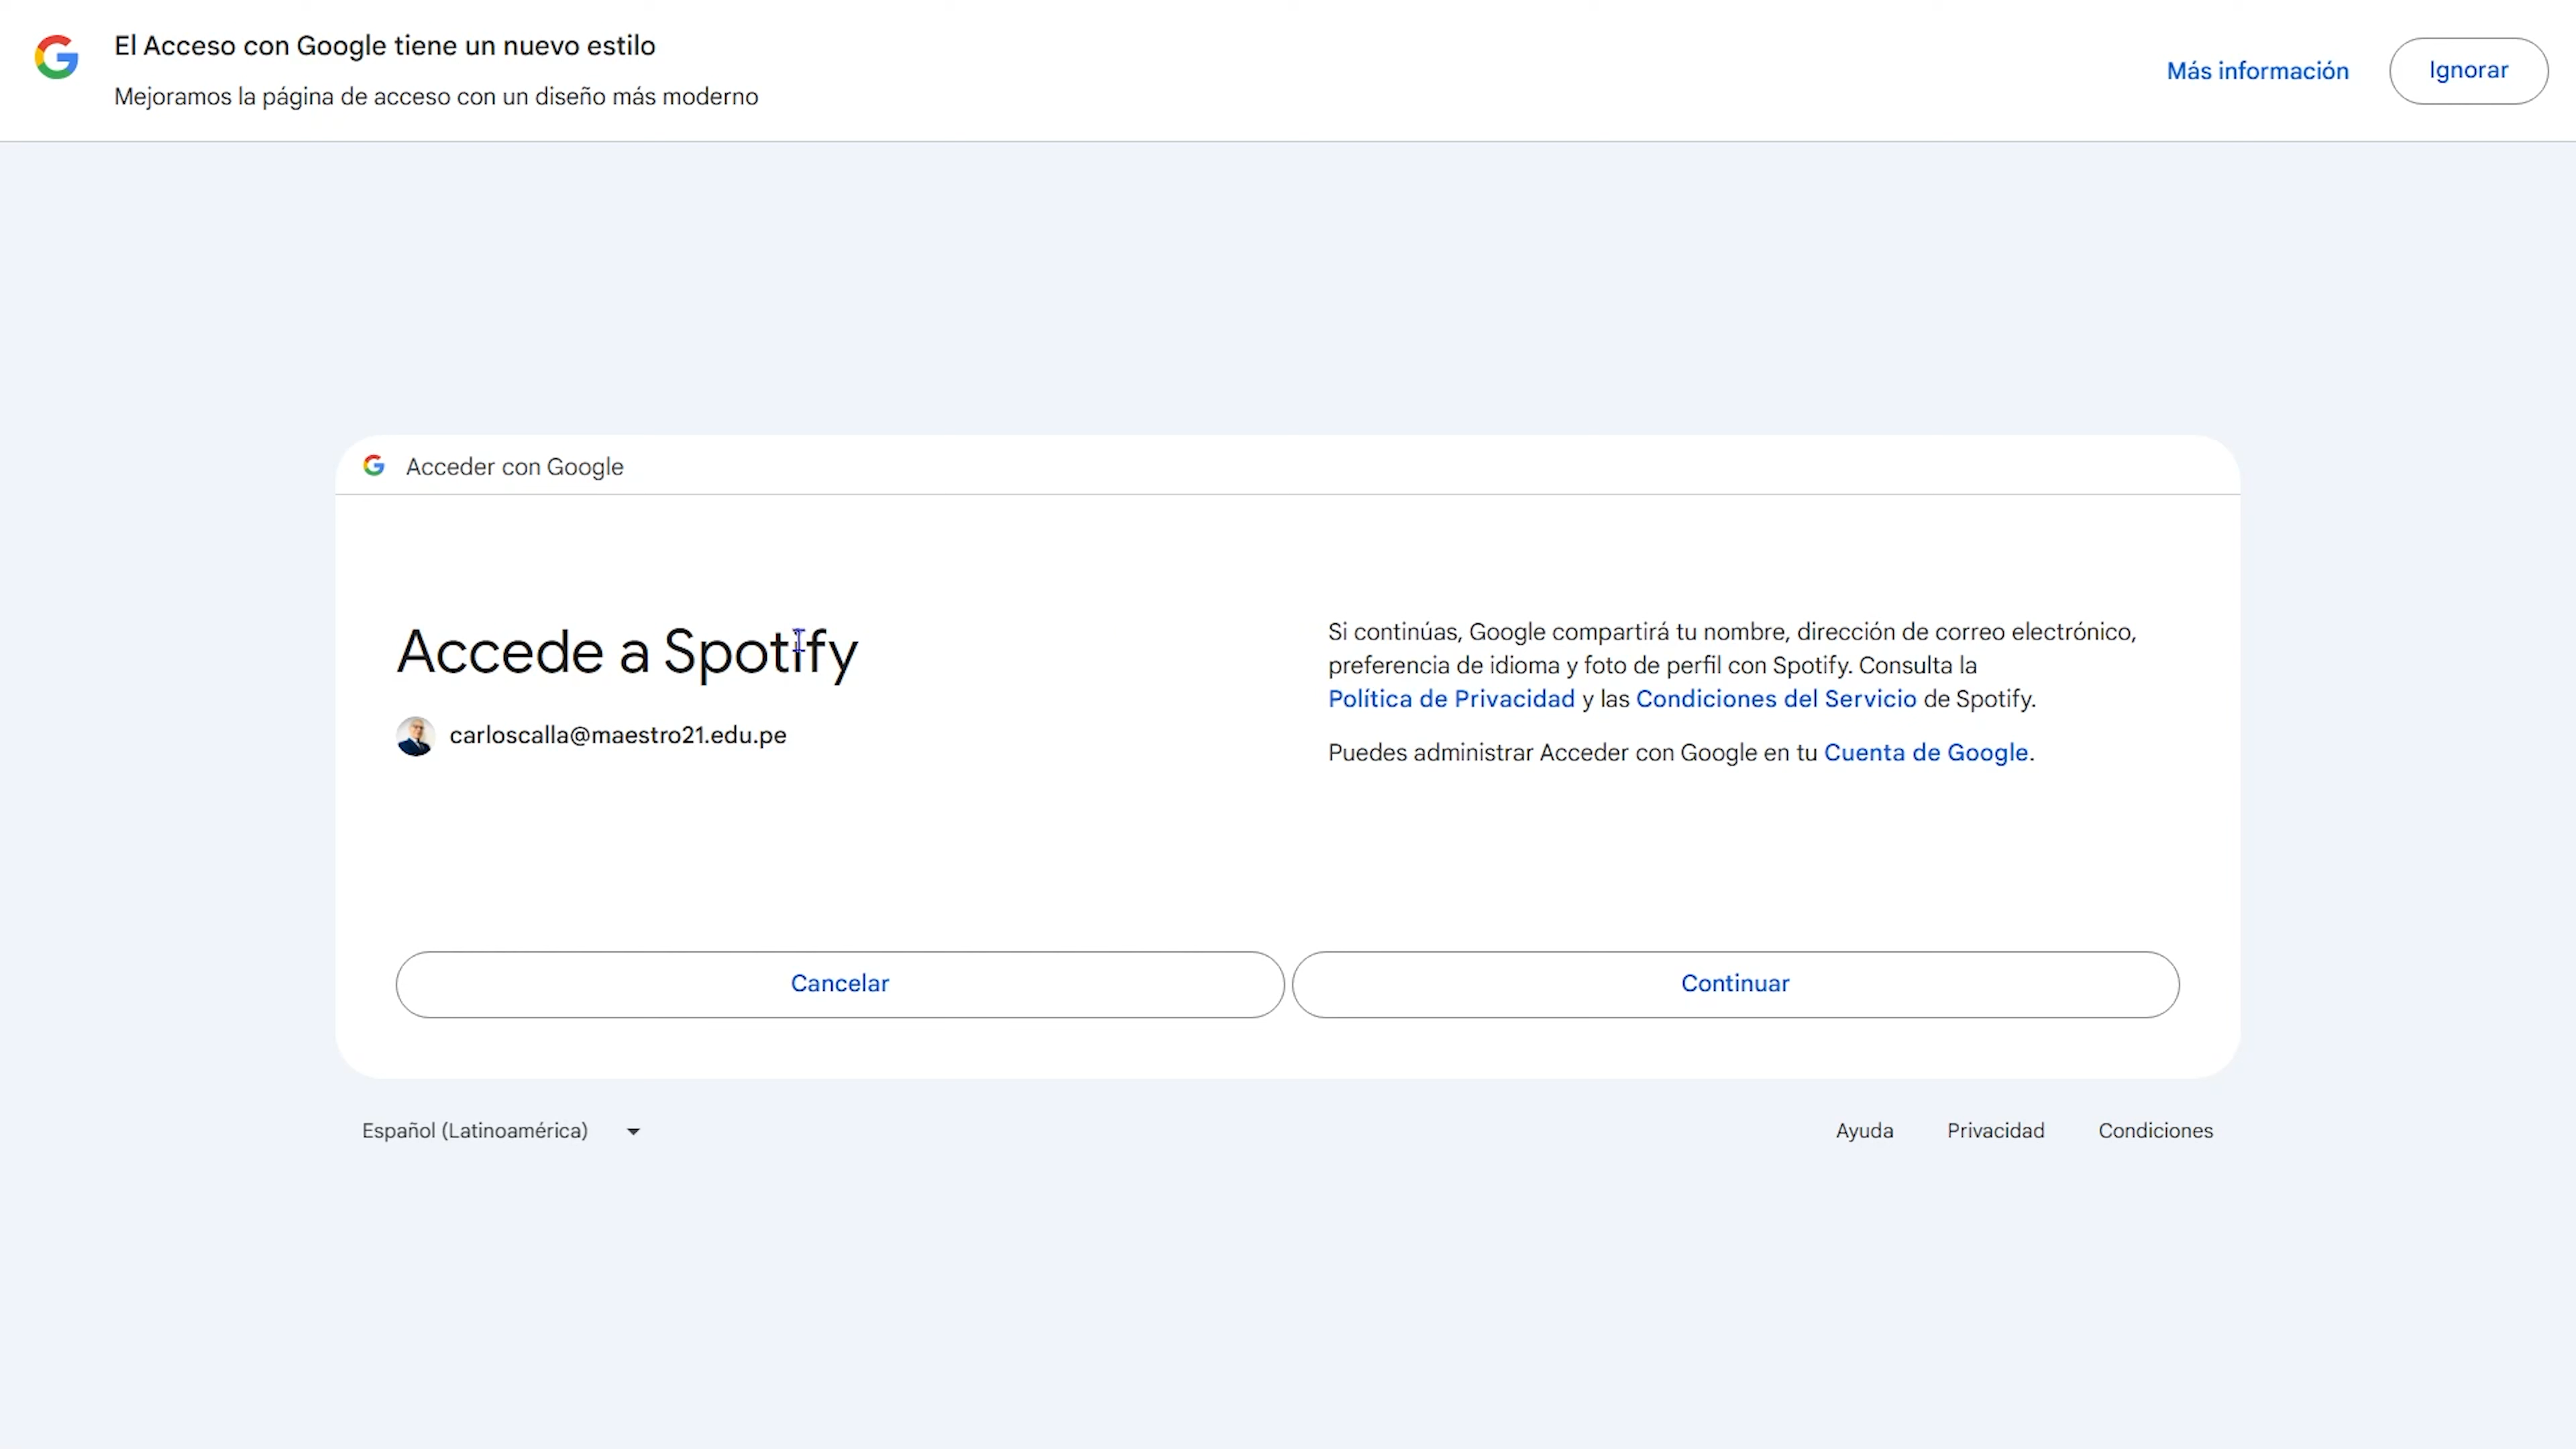 El Acceso con Google tiene un nuevo estilo
Mejoramos la página de acceso con un diseño más moderno
Más información
Ignorar
Acceder con Google
Accede a Spotify
carloscalla@maestro21.edu.pe
Si continúas, Google compartirá tu nombre, dirección de correo electrónico,
preferencia de idioma y foto de perfil con Spotify. Consulta la
Política de Privacidad y las Condiciones del Servicio de Spotify.
Puedes administrar Acceder con Google en tu Cuenta de Google.
Cancelar
Continuar
Español (Latinoamérica)
Ayuda
Privacidad
Condiciones